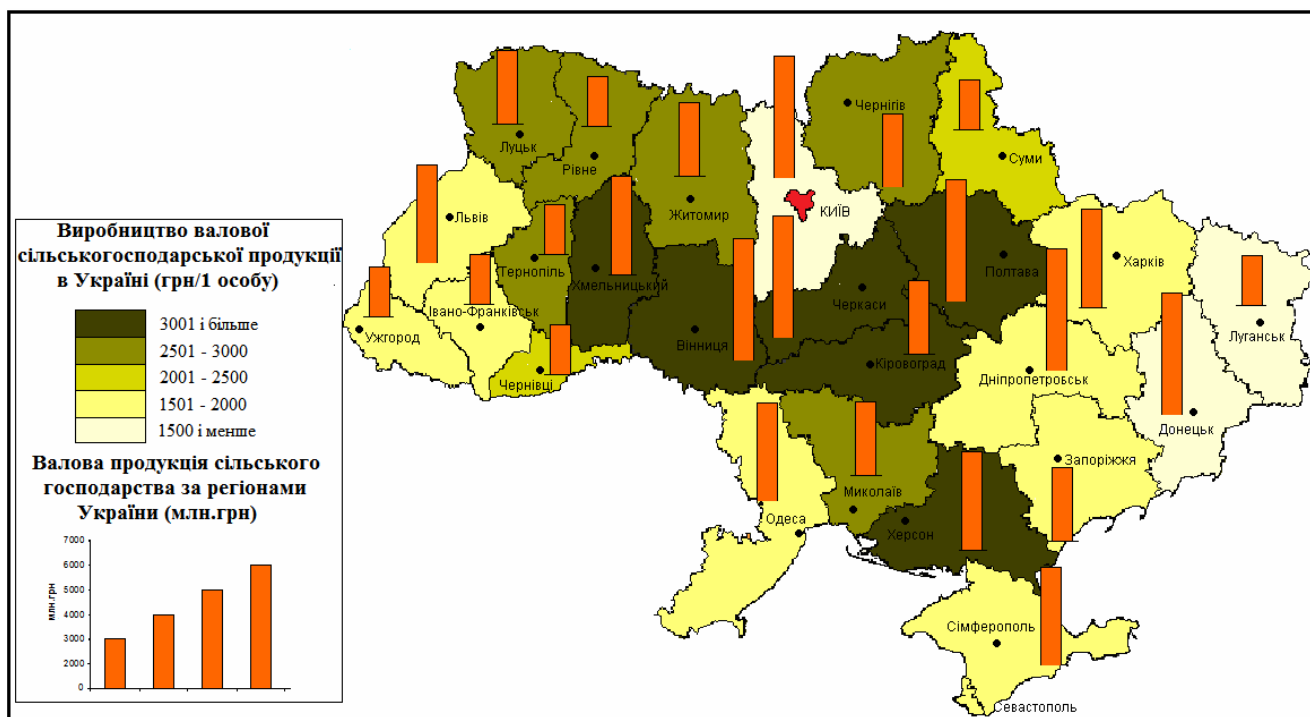 Виробництво валової
сільськогосподарської продукції
в Україні (грн/1 особу)
3001 і більше
2501 - 3000
2001 - 2500
1501 - 2000
1500 і менше
Валова продукція сільського
господарства за регіонами
України (млн.грн)
млн.грн
7000
6000
5000
4000
3000
2000
1000
0
Луцьк
Рівне
Житомир
КИЇВ
Чернігів
Суми
Львів
Тернопіль
Хмельницький
Вінниця
Черкаси
Полтава
Харків
Луганськ
Ужгород
Івано-Франківськ
Чернівці
Кіровоград
Дніпропетровськ
Донецьк
Запоріжжя
Миколаїв
Херсон
Одеса
Сімферополь
Севастополь